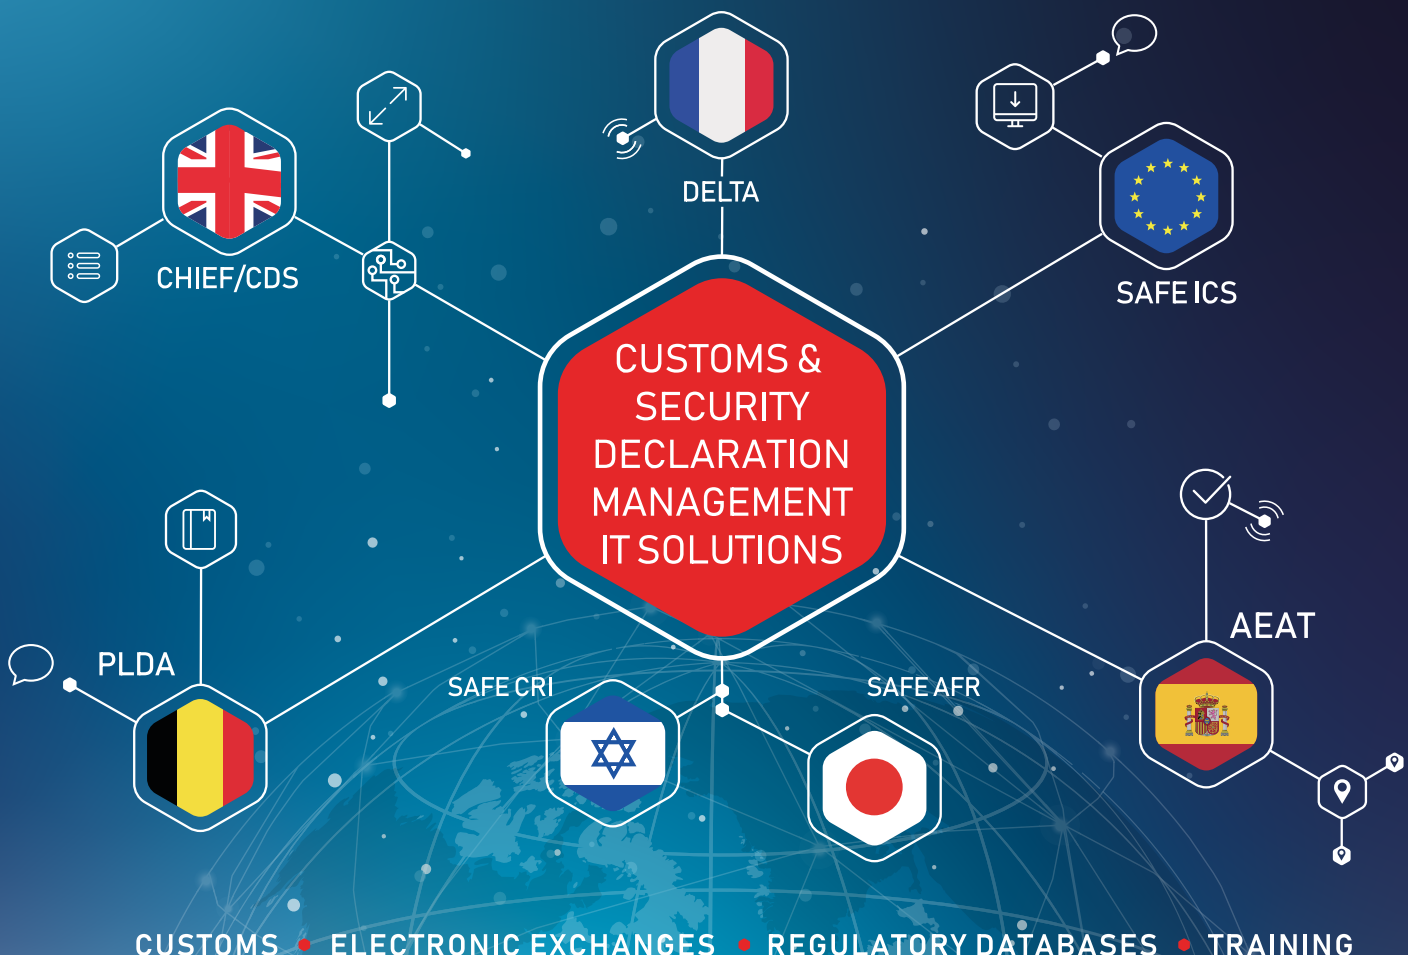 DELTA
CHIEF/CDS
SAFE ICS
CUSTOMS &
SECURITY
DECLARATION
MANAGEMENT
IT SOLUTIONS
PLDA
SAFE CRI
SAFE AFR
AEAT
CUSTOMS • ELECTRONIC EXCHANGES • REGULATORY DATABASES • TRAINING